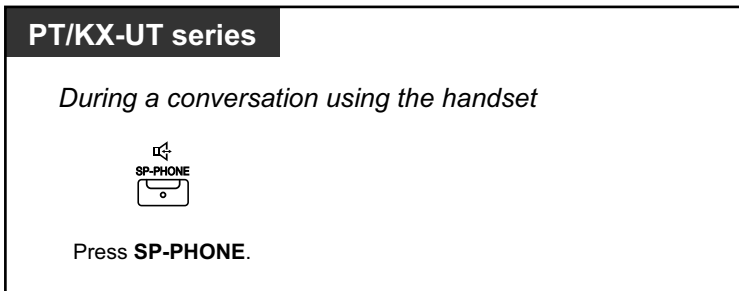 PT/KX-UT series
During a conversation using the handset
SP-PHONE
Press SP-PHONE.